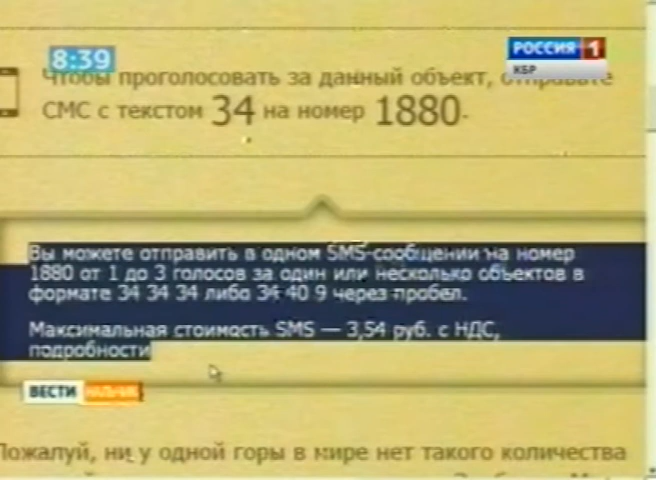 8:39
РОССИЯ 1
КБР
Чтобы проголосовать за данный объект, отправьте
СМС с текстом 34 на номер 1880.
Вы можете отправить в одном SMS-сообщении на номер
1880 от 1 до 3 голосов за один или несколько объектов в
формате 34 34 34 либо 34 40 9 через пробел.
Максимальная стоимость SMS — 3,54 руб. с НДС,
подробности
ВЕСТИ
Пожалуй, ни у одной горы в мире нет такого количества